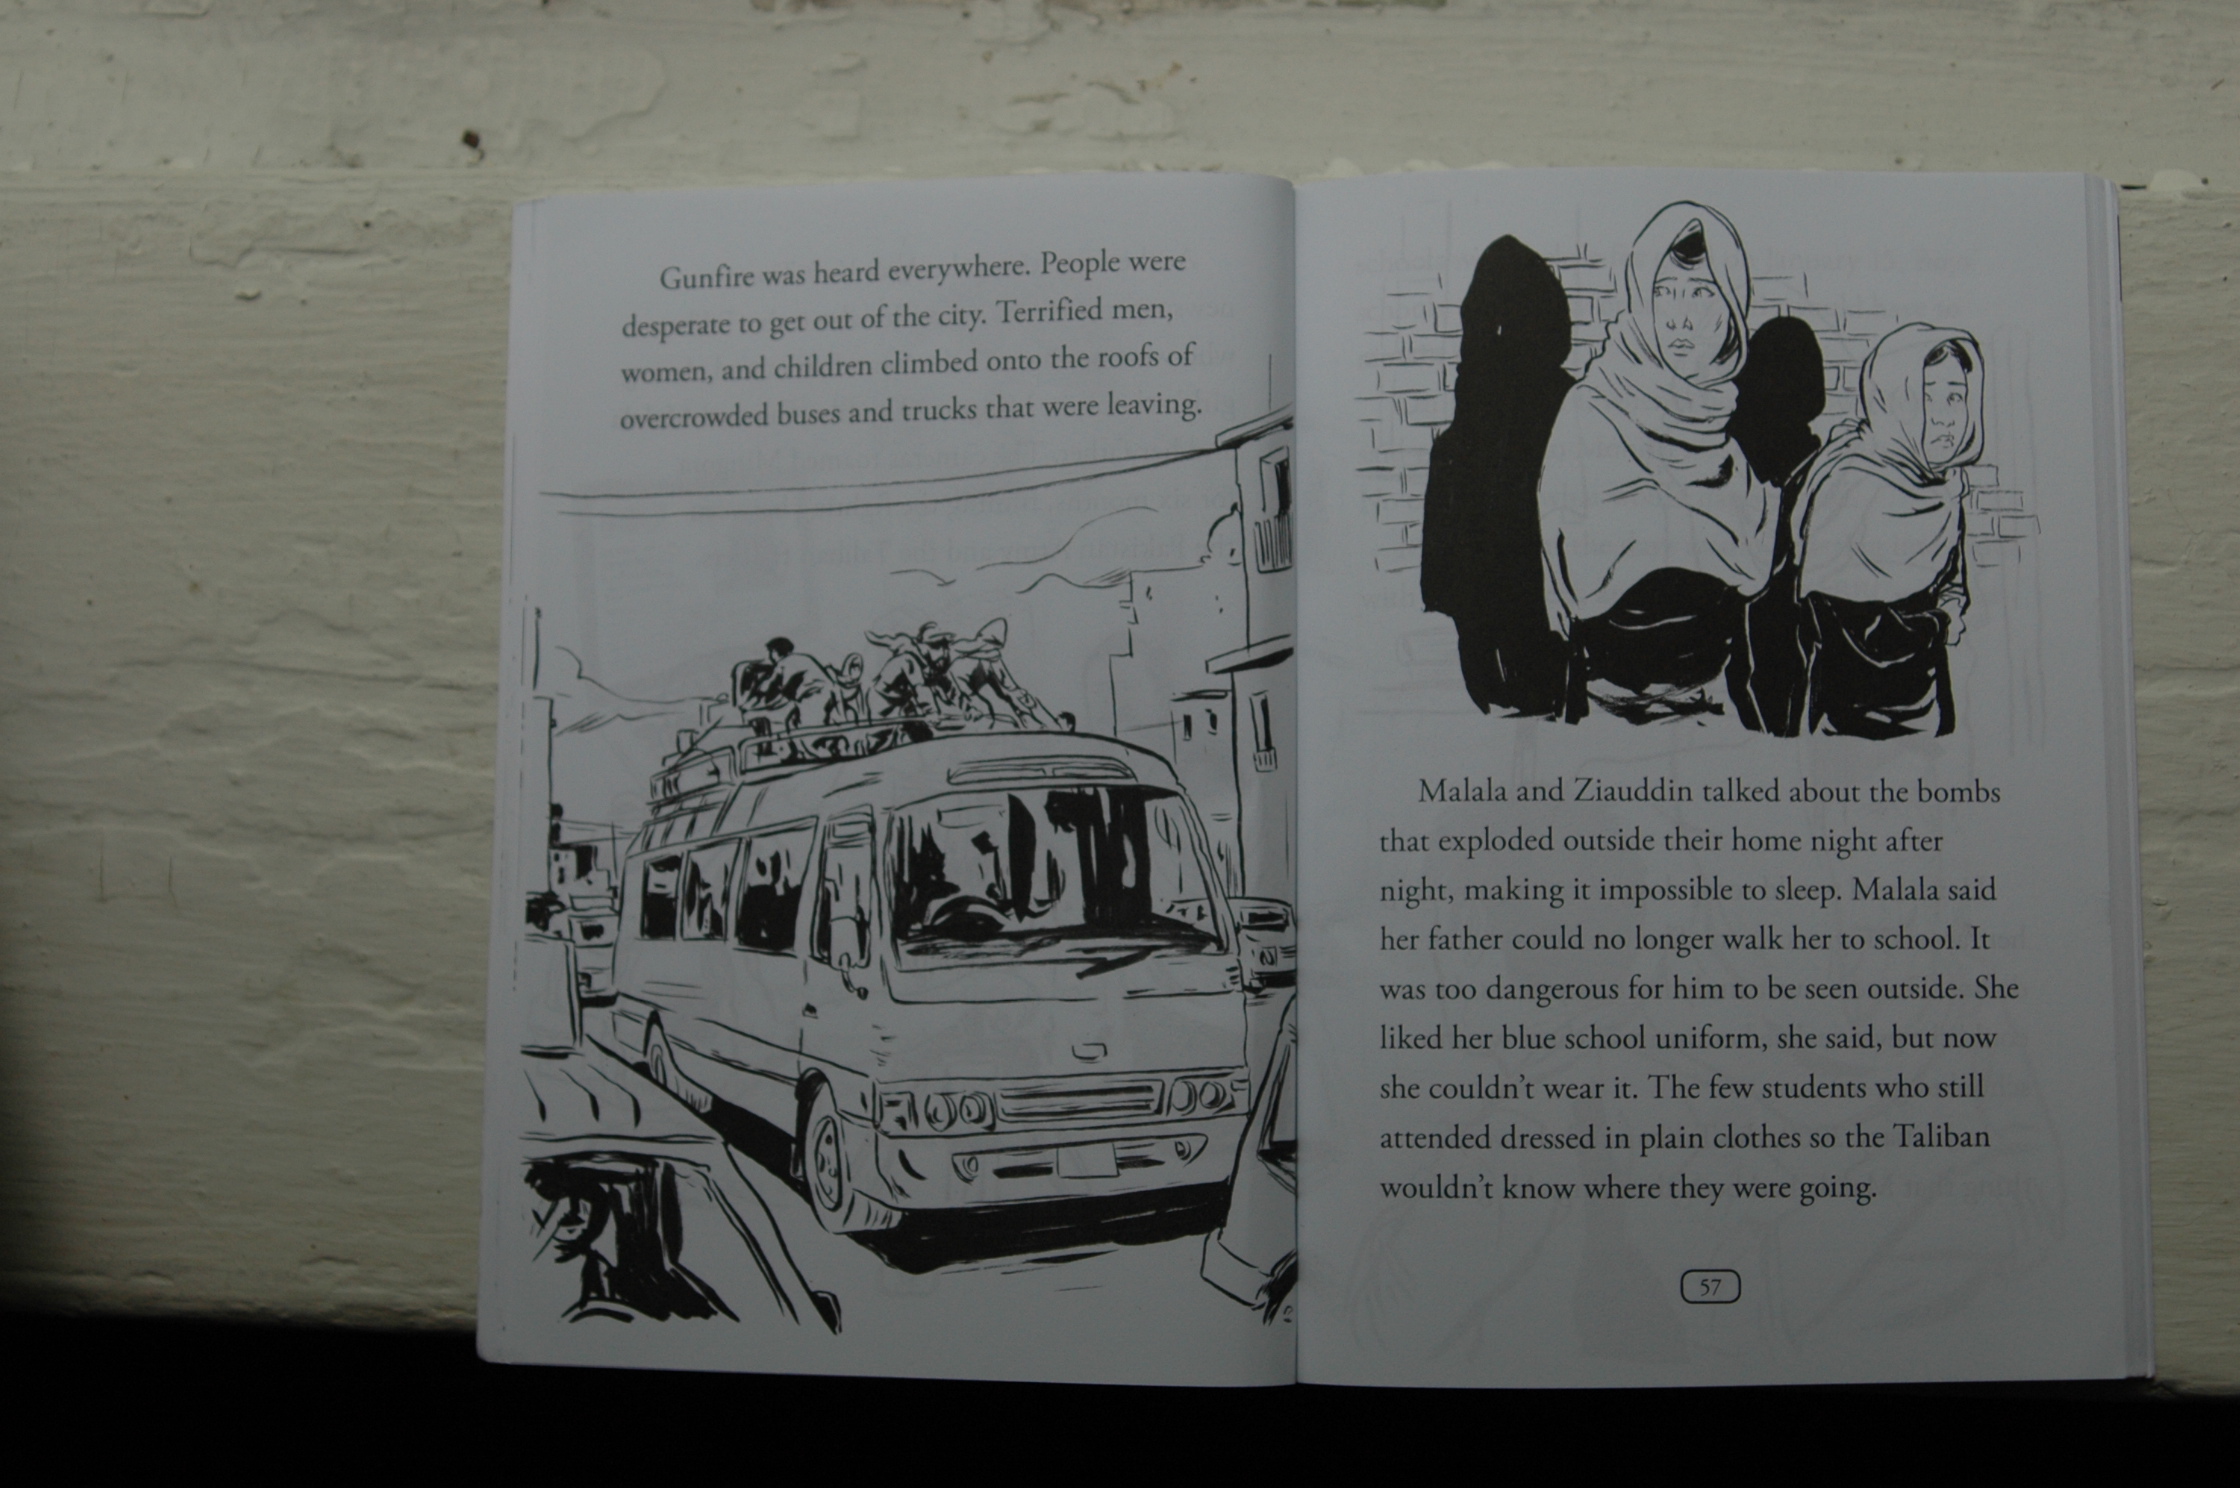 Gunfire was heard everywhere. People were
desperate to get out of the city. Terrified men,
women, and children climbed onto the roofs of
overcrowded buses and trucks that were leaving.
Malala and Ziauddin talked about the bombs
that exploded outside their home night after
night, making it impossible to sleep. Malala said
her father could no longer walk her to school. It
was too dangerous for him to be seen outside. She
liked her blue school uniform, she said, but now
she couldn't wear it. The few students who still
attended dressed in plain clothes so the Taliban
wouldn't know where they were going.
57